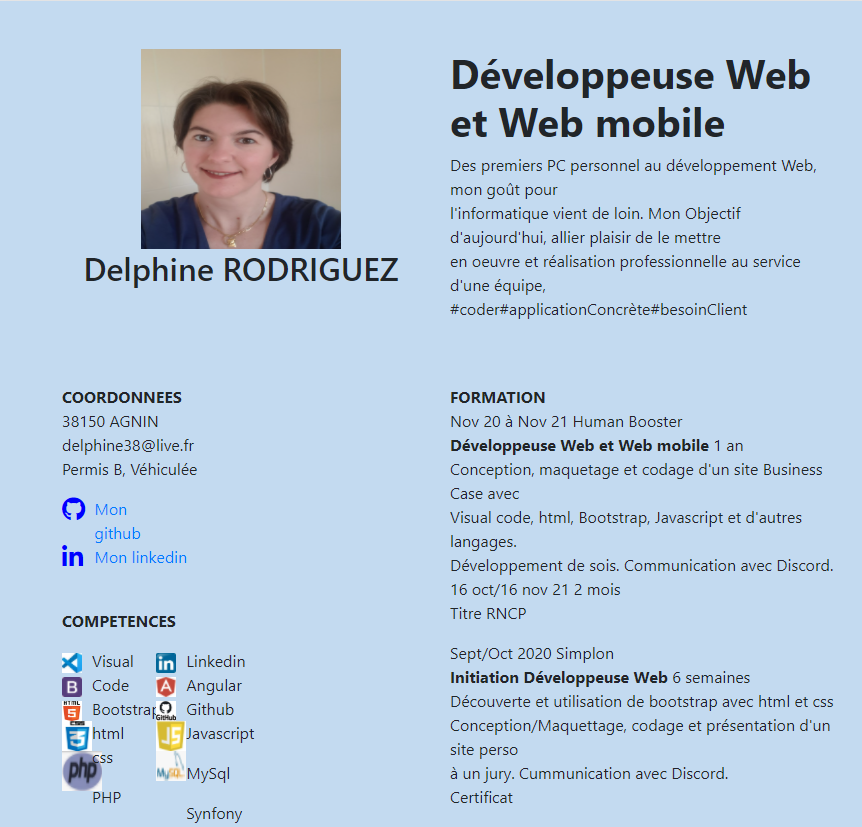 Delphine RODRIGUEZ
Développeuse Web
et Web mobile
Des premiers PC personnel au développement Web,
mon goût pour
l'informatique vient de loin. Mon Objectif
d'aujourd'hui, allier plaisir de le mettre
en oeuvre et réalisation professionnelle au service
d'une équipe,
#coder#applicationConcrète#besoinClient
COORDONNEES
38150 AGNIN
delphine38@live.fr
Permis B, Véhiculée
Mon
github
in Mon linkedin
COMPETENCES
Visual
Code
B Bootstrap
HTML 5 html
CSS 3 css
php PHP
in Linkedin
A Angular
GitHub Github
JS Javascript
MySQL MySql
Synfony
FORMATION
Nov 20 à Nov 21 Human Booster
Développeuse Web et Web mobile 1 an
Conception, maquetage et codage d'un site Business
Case avec
Visual code, html, Bootstrap, Javascript et d'autres
langages.
Développement de sois. Communication avec Discord.
16 oct/16 nov 21 2 mois
Titre RNCP
Sept/Oct 2020 Simplon
Initiation Développeuse Web 6 semaines
Découverte et utilisation de bootstrap avec html et css
Conception/Maquettage, codage et présentation d'un
site perso
à un jury. Cummunication avec Discord.
Certificat